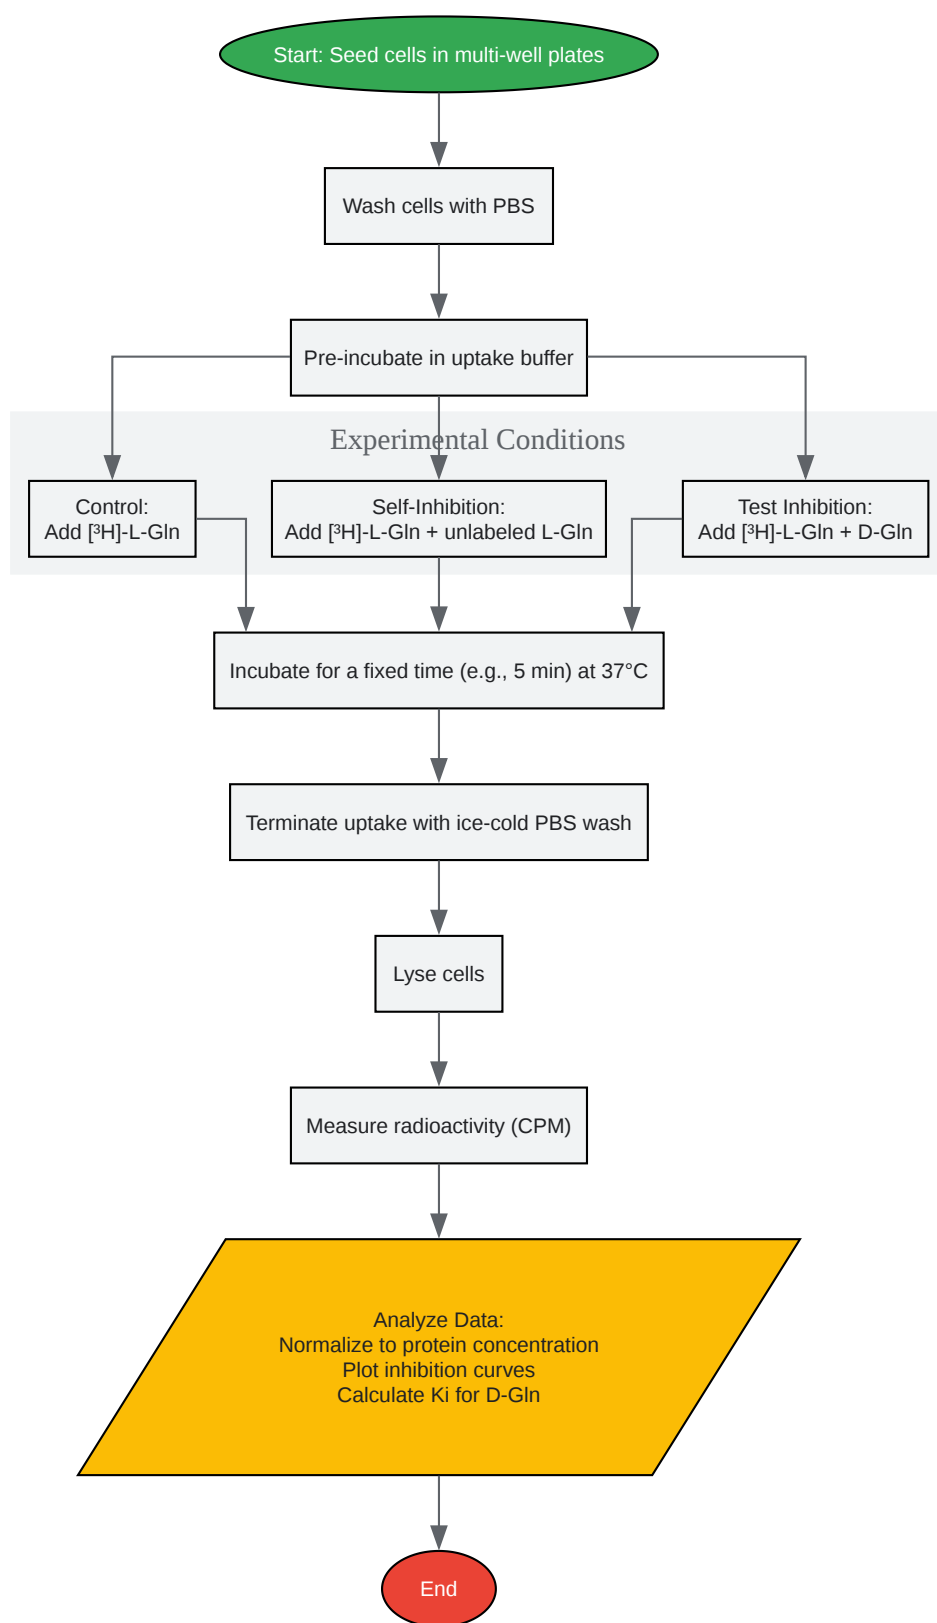 Start: Seed cells in multi-well plates
Wash cells with PBS
Pre-incubate in uptake buffer
Experimental Conditions
Control:
Add [³H]-L-Gln
Self-Inhibition:
Add [³H]-L-Gln + unlabeled L-Gln
Test Inhibition:
Add [³H]-L-Gln + D-Gln
Incubate for a fixed time (e.g., 5 min) at 37°C
Terminate uptake with ice-cold PBS wash
Lyse cells
Measure radioactivity (CPM)
Analyze Data:
Normalize to protein concentration
Plot inhibition curves
Calculate Ki for D-Gln
End